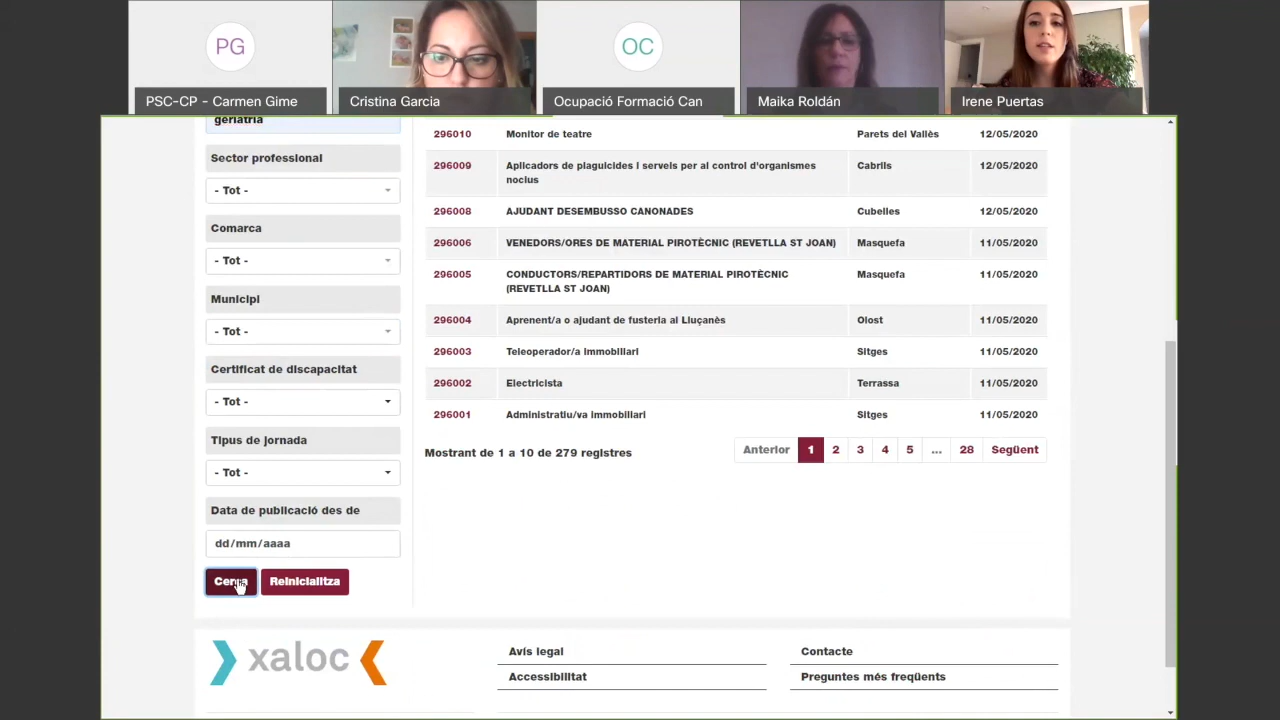 PG
OC
PSC-CP - Carmen Gime
Cristina Garcia
Ocupació Formació Can
Maika Roldán
Irene Puertas
geriatria
Sector professional
- Tot -
Comarca
- Tot -
Municipi
- Tot -
Certificat de discapacitat
- Tot -
Tipus de jornada
- Tot -
Data de publicació des de
dd/mm/aaaa
Cerca Reinicialitza
296010 Monitor de teatre Parets del Vallès 12/05/2020
296009 Aplicadors de plaguicides i serveis per al control d'organismes Cabrils 12/05/2020
nocius
296008 AJUDANT DESEMBUSSO CANONADES Cubelles 12/05/2020
296006 VENEDORS/ORES DE MATERIAL PIROTÈCNIC (REVETLLA ST JOAN) Masquefa 11/05/2020
296005 CONDUCTORS/REPARTIDORS DE MATERIAL PIROTÈCNIC Masquefa 11/05/2020
(REVETLLA ST JOAN)
296004 Aprenent/a o ajudant de fusteria al Lluçanès Olost 11/05/2020
296003 Teleoperador/a immobiliari Sitges 11/05/2020
296002 Electricista Terrassa 11/05/2020
296001 Administratiu/va immobiliari Sitges 11/05/2020
Mostrant de 1 a 10 de 279 registres
Anterior 1 2 3 4 5 ... 28 Següent
xaloc
Avís legal
Accessibilitat
Contacte
Preguntes més freqüents